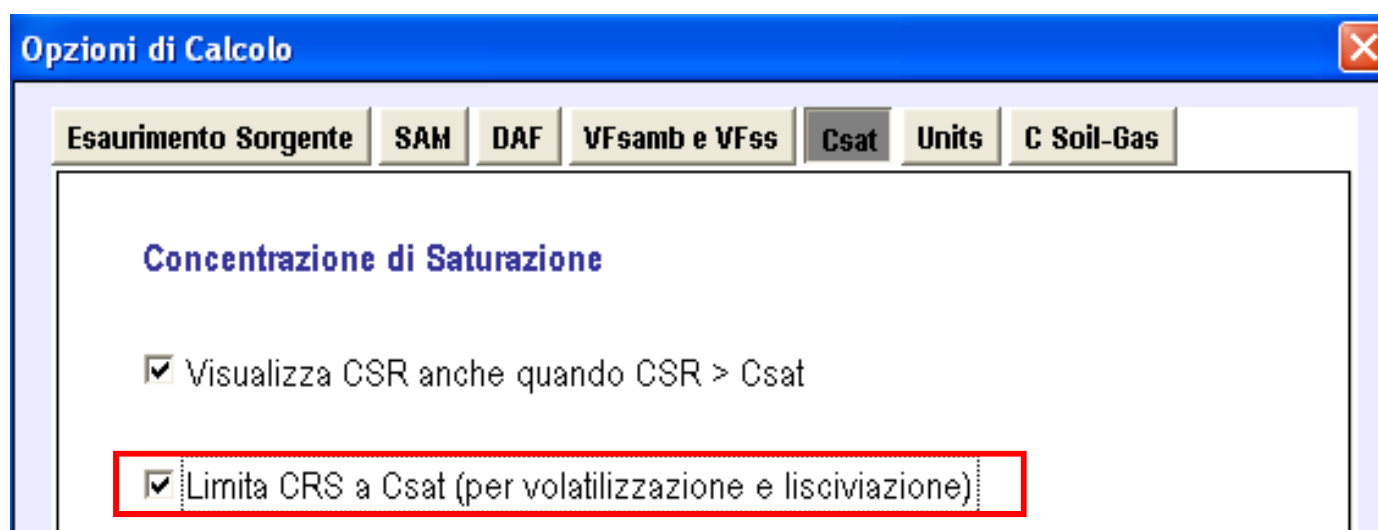 Opzioni di Calcolo
Esaurimento Sorgente SAM DAF VFsamb e VFss Csat Units C Soil-Gas
Concentrazione di Saturazione
Visualizza CSR anche quando CSR > Csat
Limita CRS a Csat (per volatilizzazione e lisciviazione)